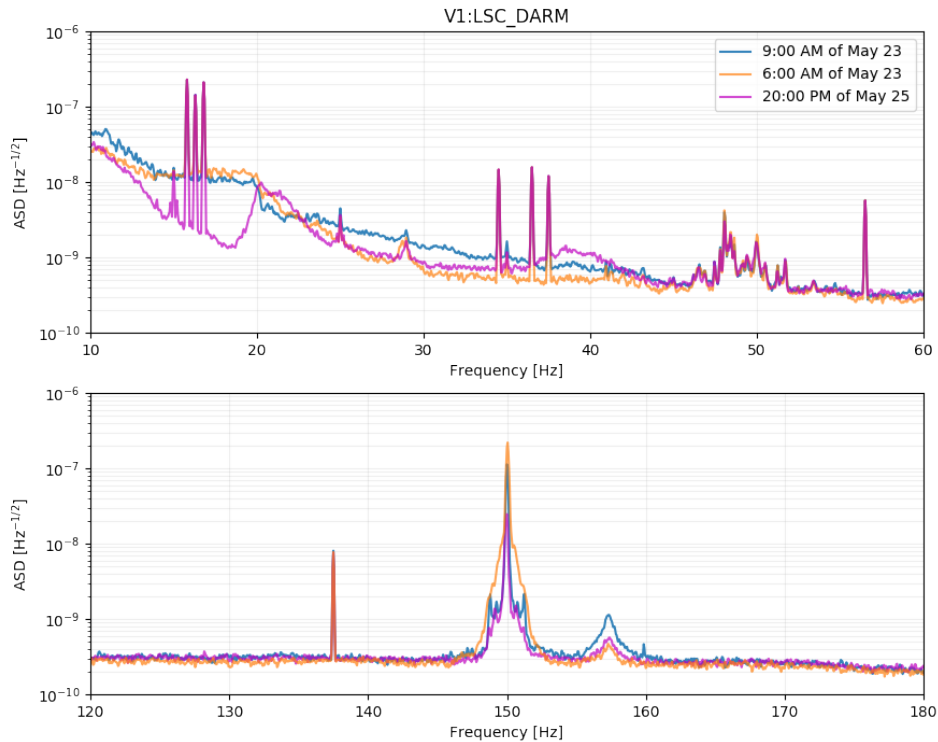 V1:LSC_DARM
10⁻⁶
10⁻⁷
10⁻⁸
10⁻⁹
10⁻¹⁰
ASD [Hz⁻¹/²]
9:00 AM of May 23
6:00 AM of May 23
20:00 PM of May 25
10 20 30 40 50 60
Frequency [Hz]
10⁻⁶
10⁻⁷
10⁻⁸
10⁻⁹
10⁻¹⁰
ASD [Hz⁻¹/²]
120 130 140 150 160 170 180
Frequency [Hz]